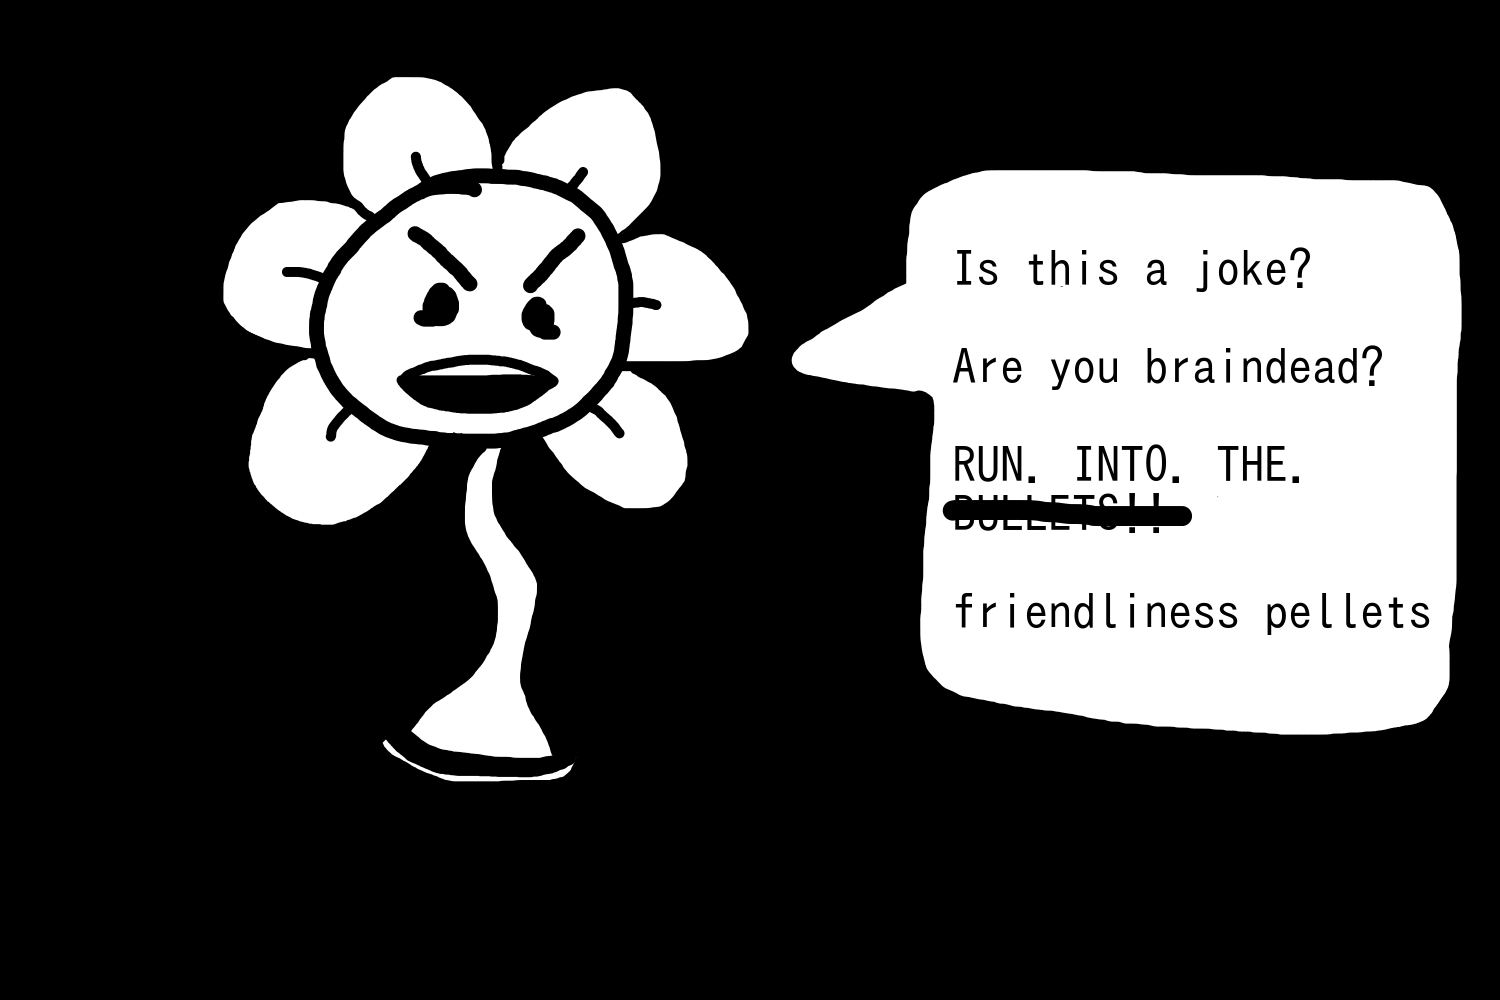 Is this a joke?
Are you braindead?
RUN. INTO. THE.
BULLETS!!
friendliness pellets